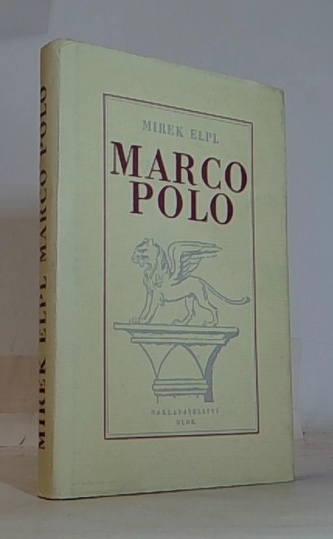 MIREK ELPL
MARCO
POLO
NAKLADATELSTVÍ
BLOK
MIREK ELPL MARCO POLO